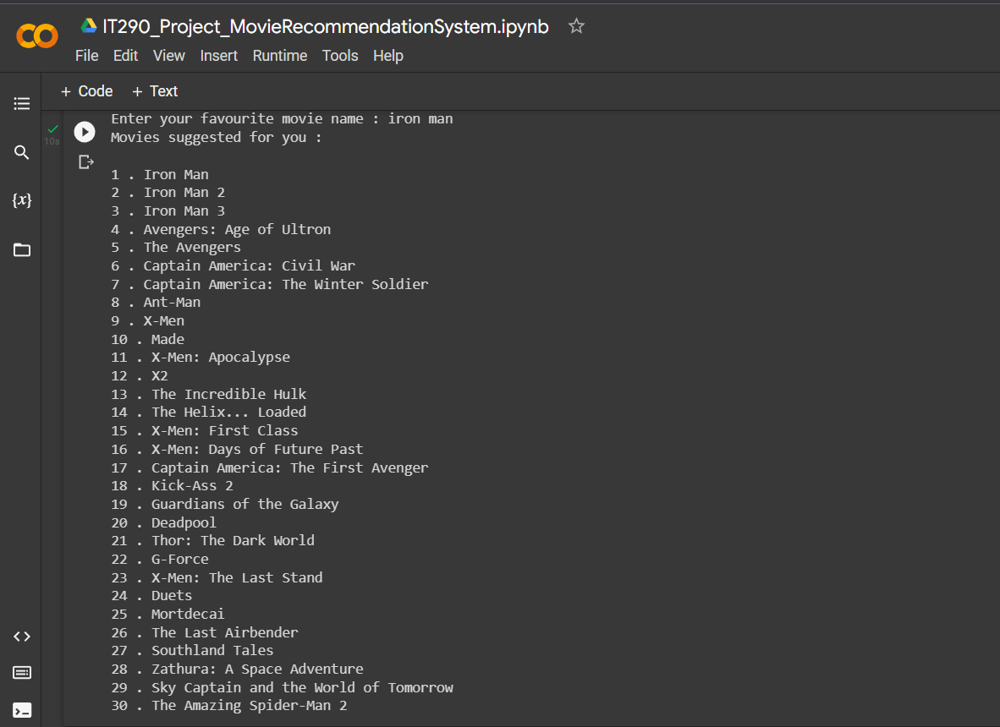 IT290_Project_MovieRecommendationSystem.ipynb
File Edit View Insert Runtime Tools Help
+ Code + Text
Enter your favourite movie name : iron man
10s
Movies suggested for you :
{x}
1 . Iron Man
2 . Iron Man 2
3 . Iron Man 3
4 . Avengers: Age of Ultron
5 . The Avengers
6 . Captain America: Civil War
7 . Captain America: The Winter Soldier
8 . Ant-Man
9 . X-Men
10 . Made
11 . X-Men: Apocalypse
12 . X2
13 . The Incredible Hulk
14 . The Helix... Loaded
15 . X-Men: First Class
16 . X-Men: Days of Future Past
17 . Captain America: The First Avenger
18 . Kick-Ass 2
19 . Guardians of the Galaxy
20 . Deadpool
21 . Thor: The Dark World
22 . G-Force
23 . X-Men: The Last Stand
24 . Duets
25 . Mortdecai
26 . The Last Airbender
27 . Southland Tales
28 . Zathura: A Space Adventure
29 . Sky Captain and the World of Tomorrow
30 . The Amazing Spider-Man 2